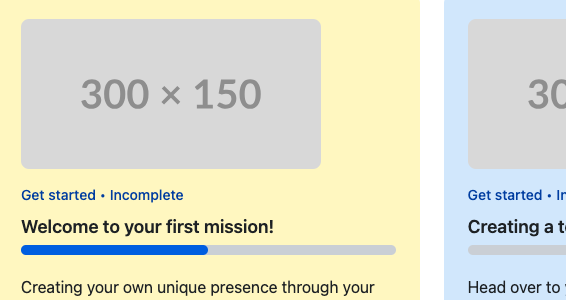 300 × 150
Get started • Incomplete
Welcome to your first mission!
Creating your own unique presence through your
30
Get started •
Creating a
Head over to